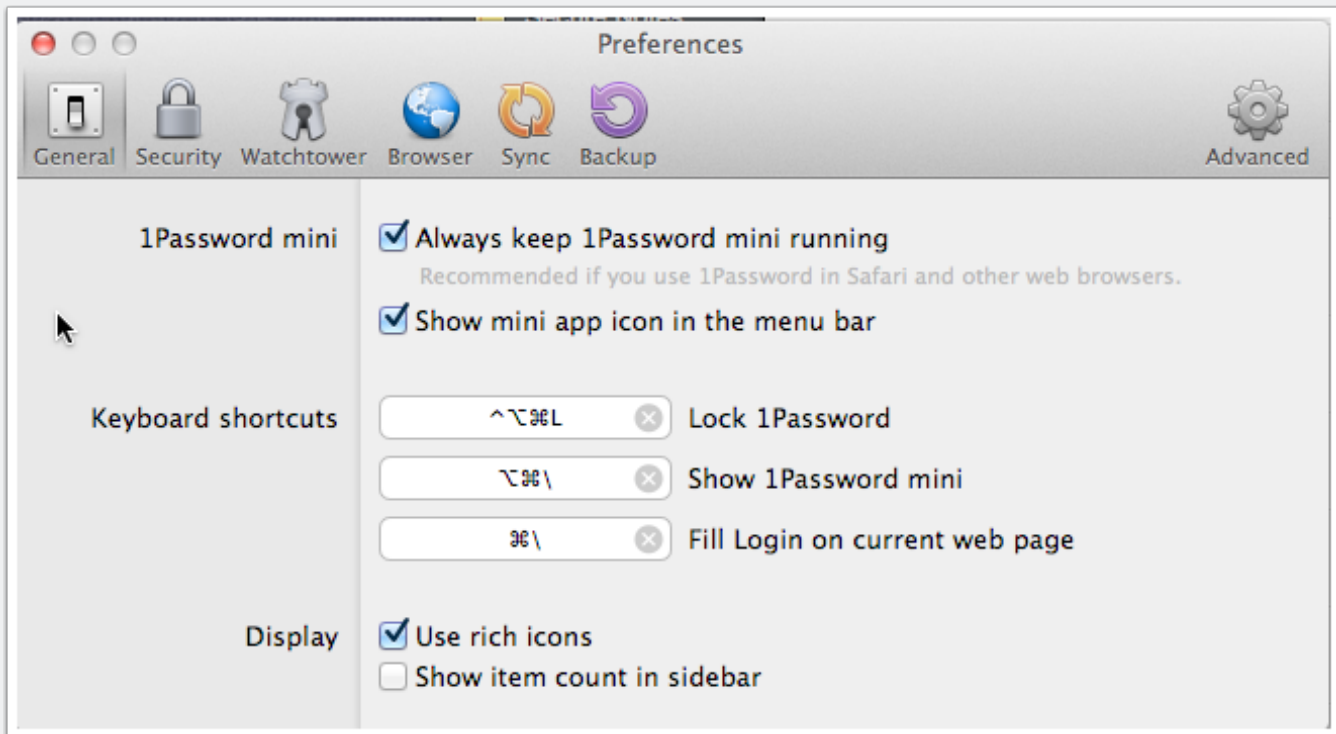 Preferences
General Security Watchtower Browser Sync Backup Advanced
1Password mini Always keep 1Password mini running
Recommended if you use 1Password in Safari and other web browsers.
Show mini app icon in the menu bar
Keyboard shortcuts ^⌥⌘L Lock 1Password
⌥⌘\ Show 1Password mini
⌘\ Fill Login on current web page
Display Use rich icons
Show item count in sidebar